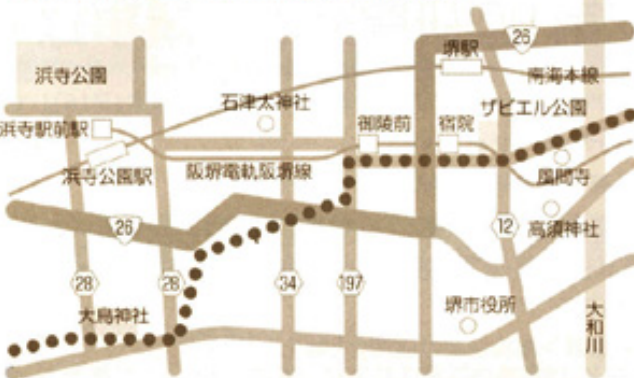 26
堺駅
浜寺公園
南海本線
石津太神社
ザビエル公園
浜寺駅前駅
御陵前
宿院
浜寺公園駅
阪堺電軌阪堺線
風間寺
26
12
高須神社
28
28
34
197
大鳥神社
堺市役所
大和川